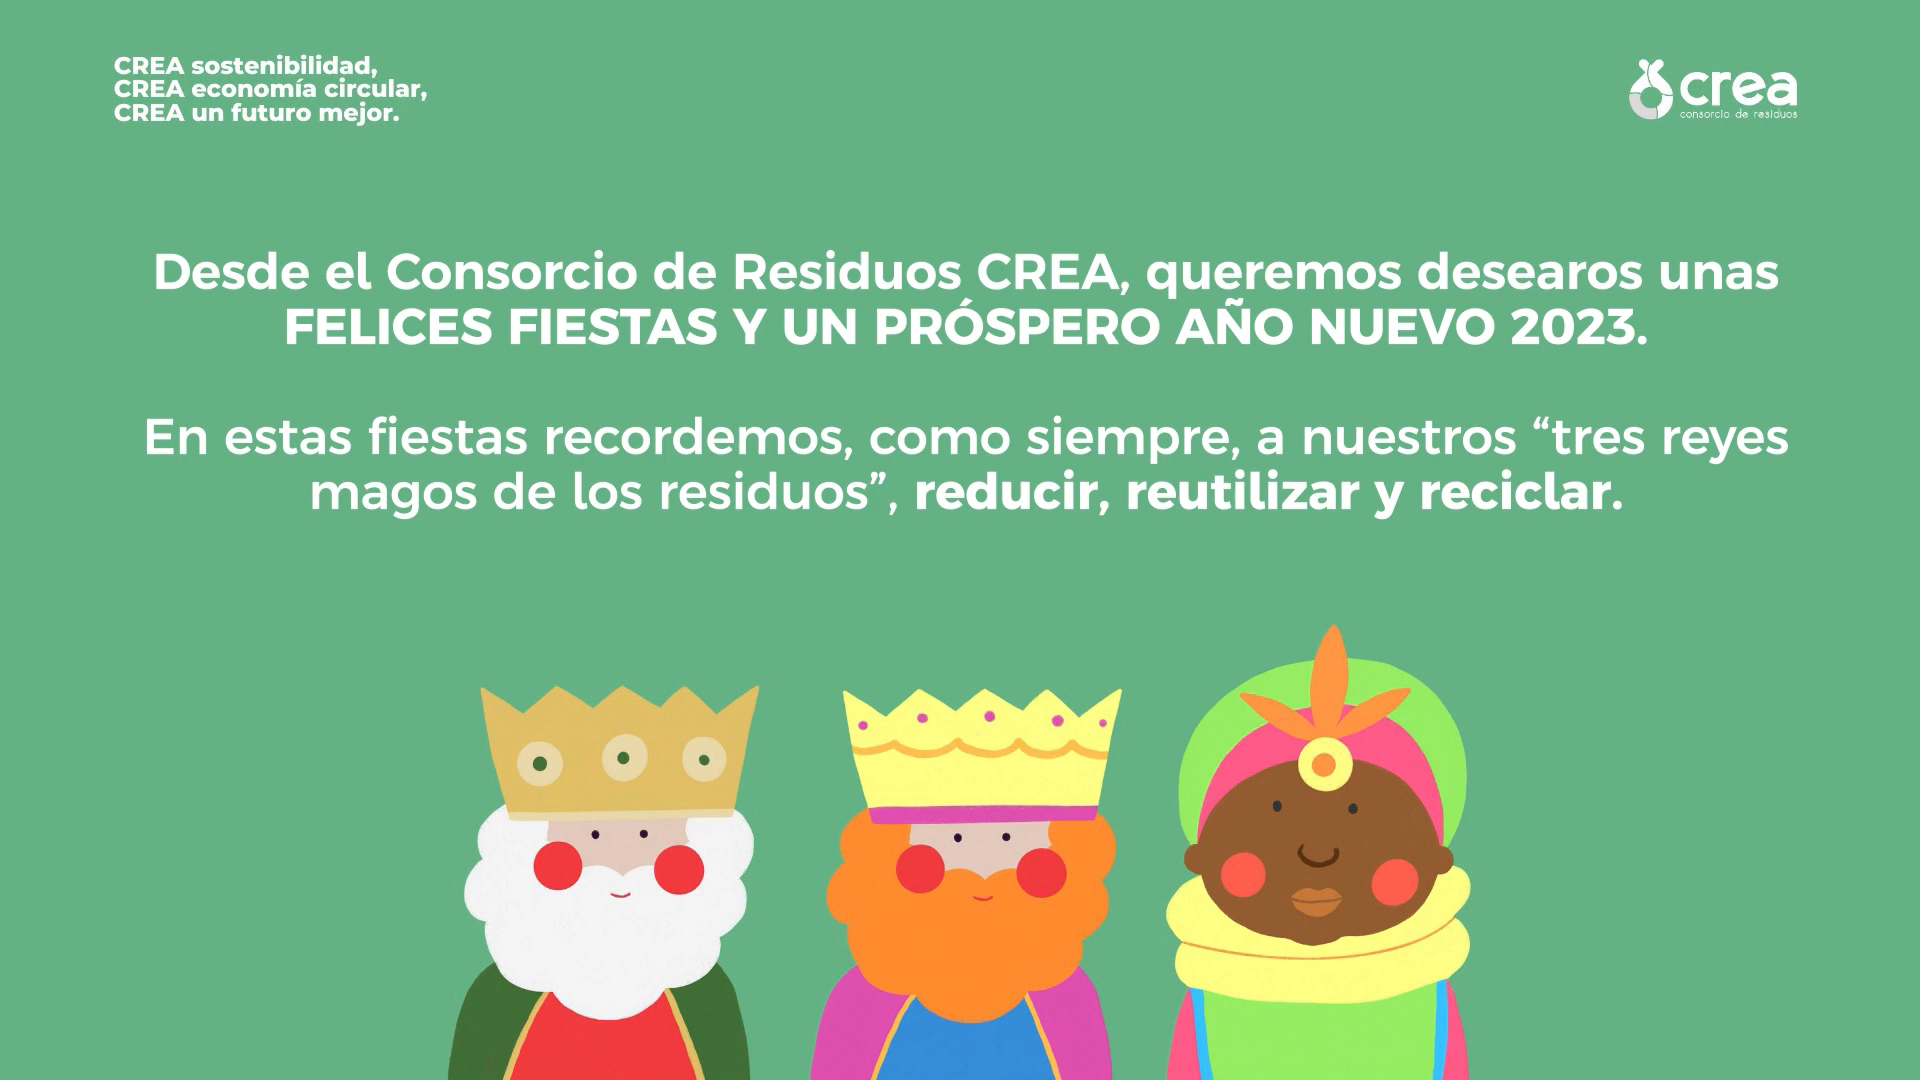 CREA sostenibilidad,
CREA economía circular,
CREA un futuro mejor.
crea
consorcio de residuos
Desde el Consorcio de Residuos CREA, queremos desearos unas
FELICES FIESTAS Y UN PRÓSPERO AÑO NUEVO 2023.
En estas fiestas recordemos, como siempre, a nuestros “tres reyes
magos de los residuos”, reducir, reutilizar y reciclar.